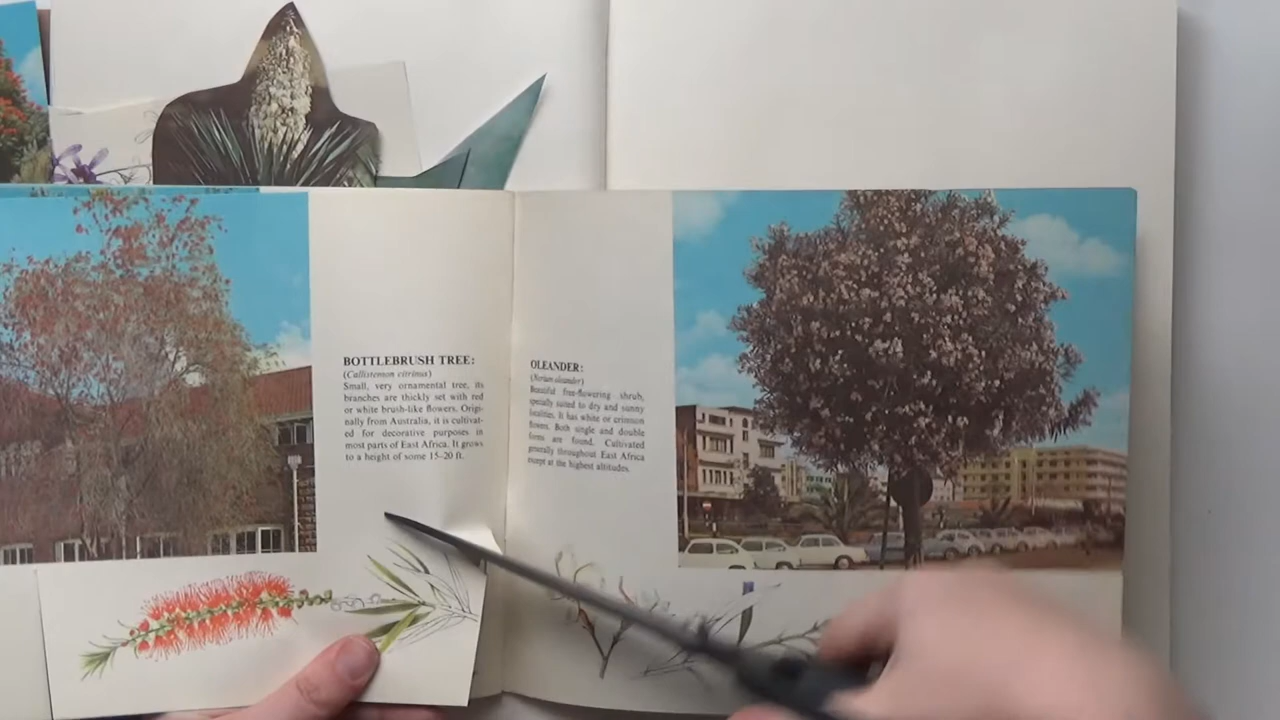 BOTTLEBRUSH TREE:
(Callistemon citrinus)
Small, very ornamental tree, its
branches are thickly set with red
or white brush-like flowers. Orig-
nally from Australia, it is cultivat-
ed for decorative purposes in
most parts of East Africa. It grows
to a height of some 15-20 ft.
OLEANDER:
(Nerium oleander)
Beautiful free-flowering shrub,
specially suited to dry and sunny
localities. It has white or crimson
flowers. Both single and double
forms are found. Cultivated
generally throughout East Africa
except at the highest altitudes.